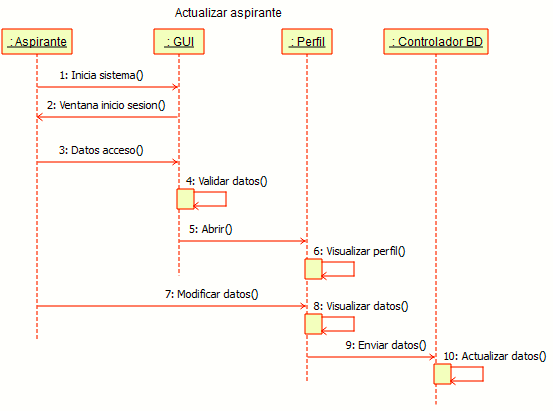 Actualizar aspirante
: Aspirante
: GUI
: Perfil
: Controlador BD
1: Inicia sistema()
2: Ventana inicio sesion()
3: Datos acceso()
4: Validar datos()
5: Abrir()
6: Visualizar perfil()
7: Modificar datos()
8: Visualizar datos()
9: Enviar datos()
10: Actualizar datos()